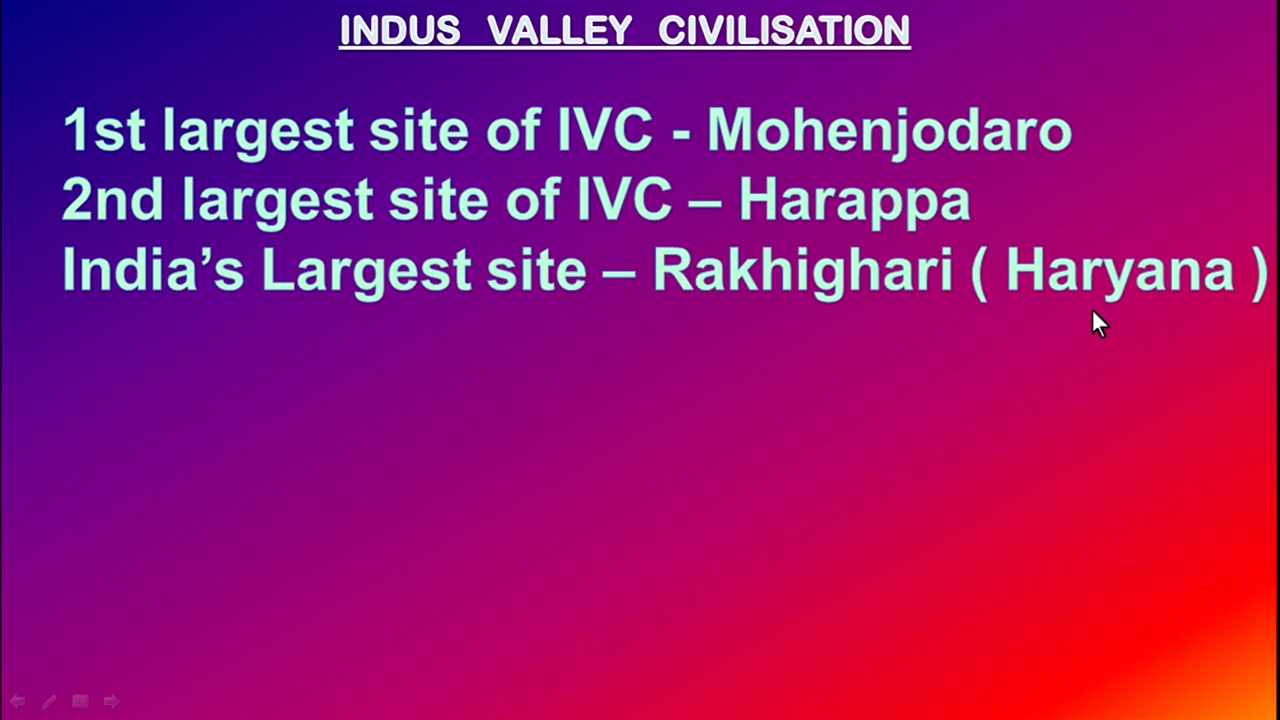 INDUS VALLEY CIVILISATION
1st largest site of IVC - Mohenjodaro
2nd largest site of IVC – Harappa
India’s Largest site – Rakhighari ( Haryana )